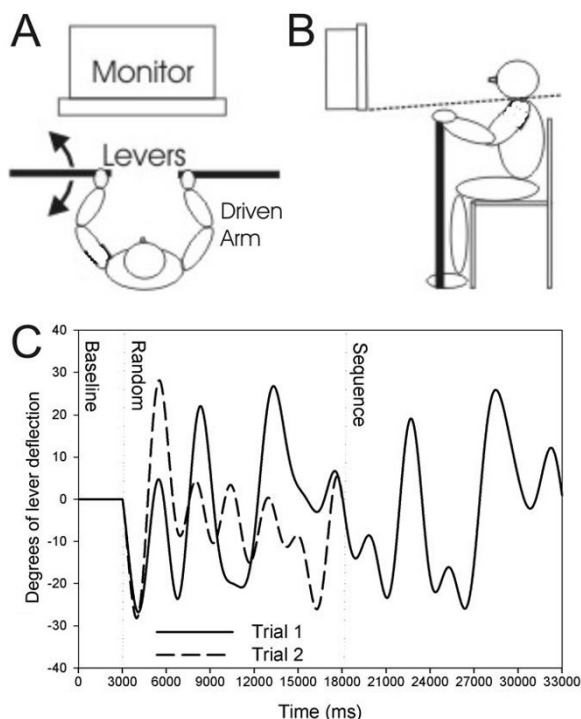 A
B
Monitor
Levers
Driven
Arm
C
Degrees of lever deflection
40
30
20
10
0
-10
-20
-30
-40
Baseline
Random
Sequence
Trial 1
Trial 2
0 3000 6000 9000 12000 15000 18000 21000 24000 27000 30000 33000
Time (ms)